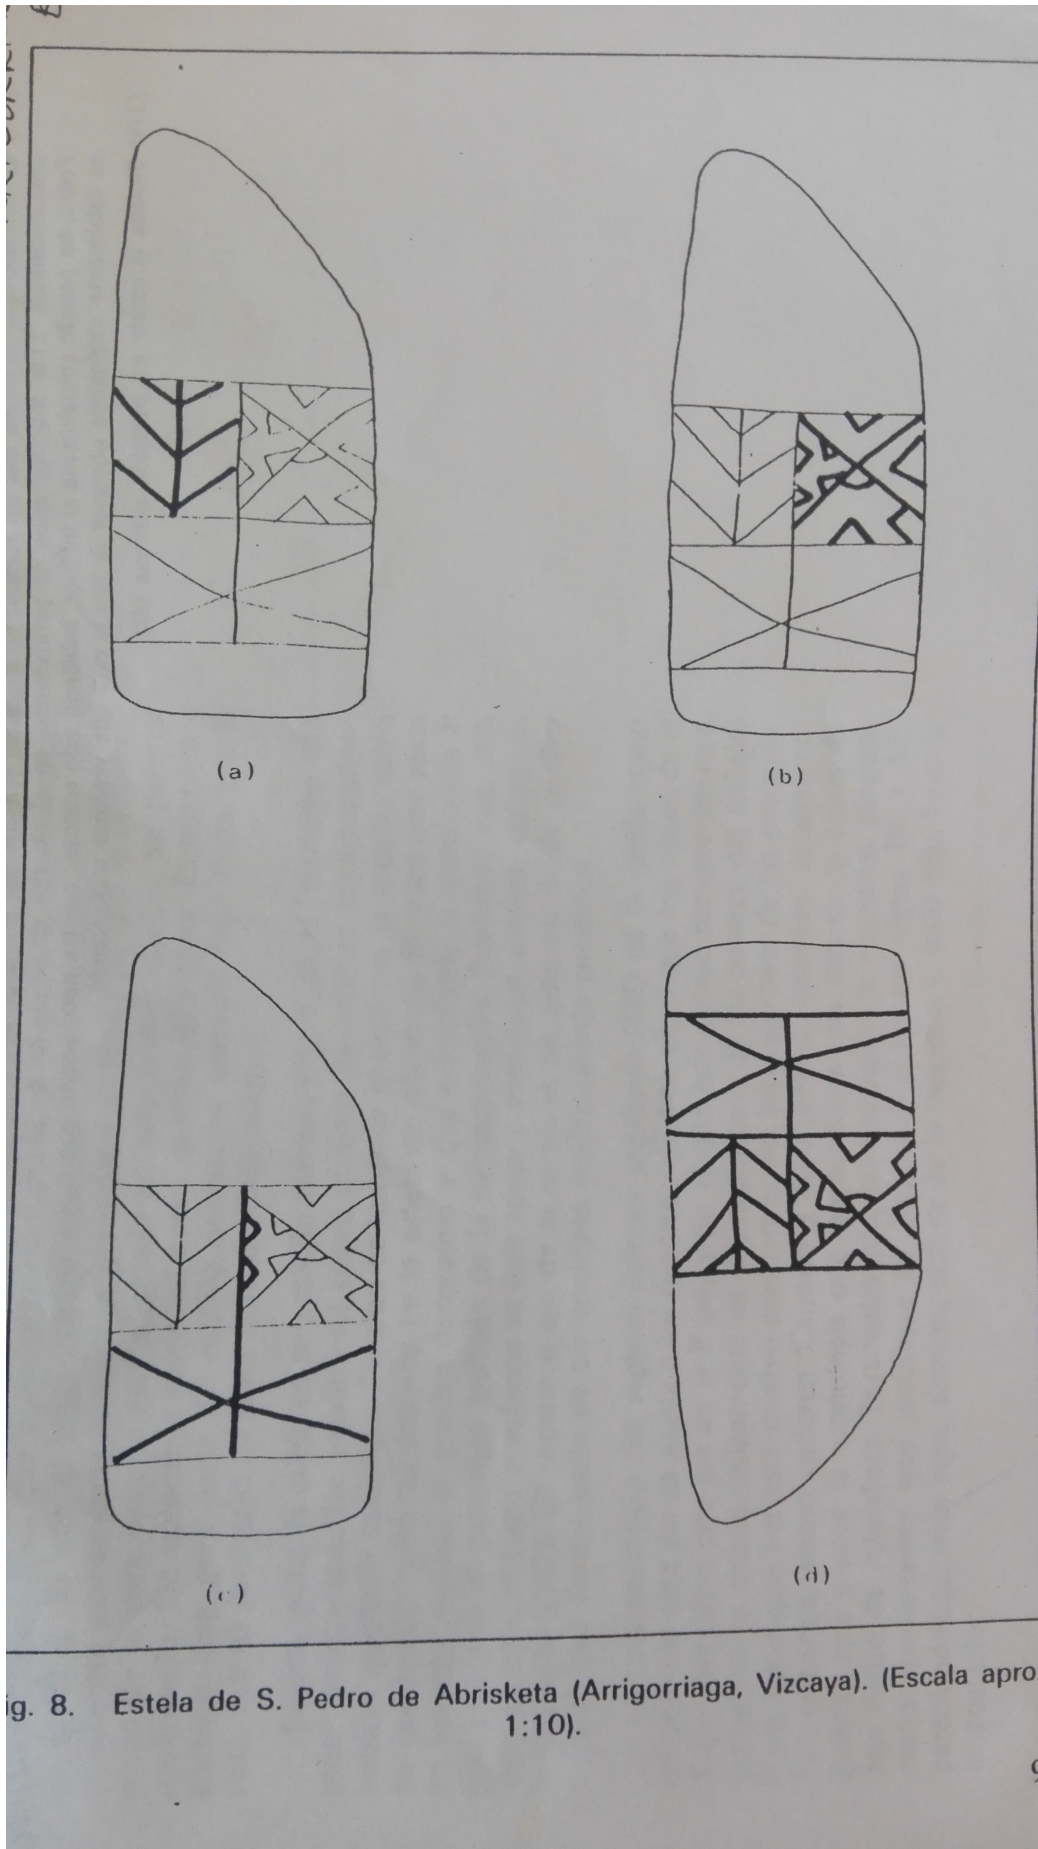 (a)
(b)
(c)
(d)
ig. 8. Estela de S. Pedro de Abrisketa (Arrigorriaga, Vizcaya). (Escala apro
1:10).